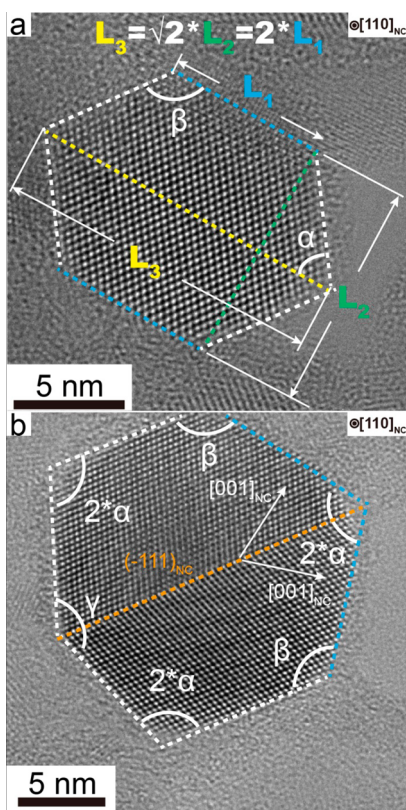 a
L₃=√2*L₂=2*L₁
⊙[110]NC
L₁
β
α
L₃
L₂
5 nm
b
⊙[110]NC
β
[001]NC
2*α
2*α
(-111)NC
[001]NC
γ
β
2*α
5 nm